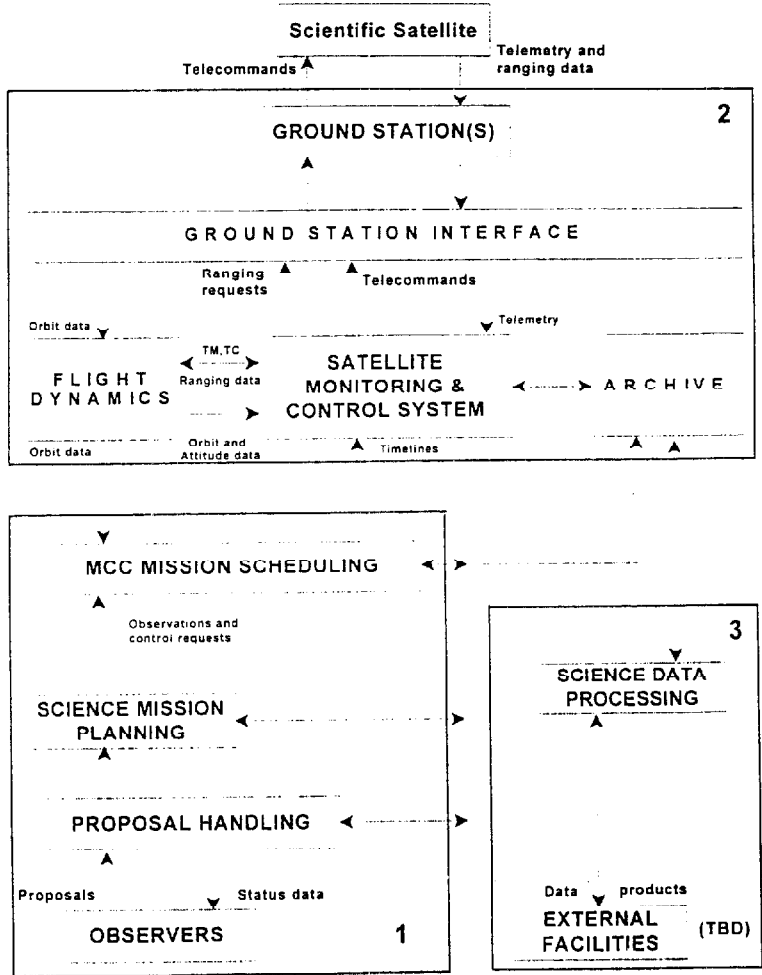 Scientific Satellite
Telecommands
Telemetry and
ranging data
2
GROUND STATION(S)
GROUND STATION INTERFACE
Ranging
requests
Telecommands
Orbit data
Telemetry
TM,TC
Ranging data
FLIGHT
DYNAMICS
SATELLITE
MONITORING &
CONTROL SYSTEM
ARCHIVE
Orbit data
Orbit and
Attitude data
Timelines
MCC MISSION SCHEDULING
Observations and
control requests
3
SCIENCE DATA
PROCESSING
SCIENCE MISSION
PLANNING
PROPOSAL HANDLING
Proposals
Status data
OBSERVERS
1
Data products
EXTERNAL
FACILITIES
(TBD)